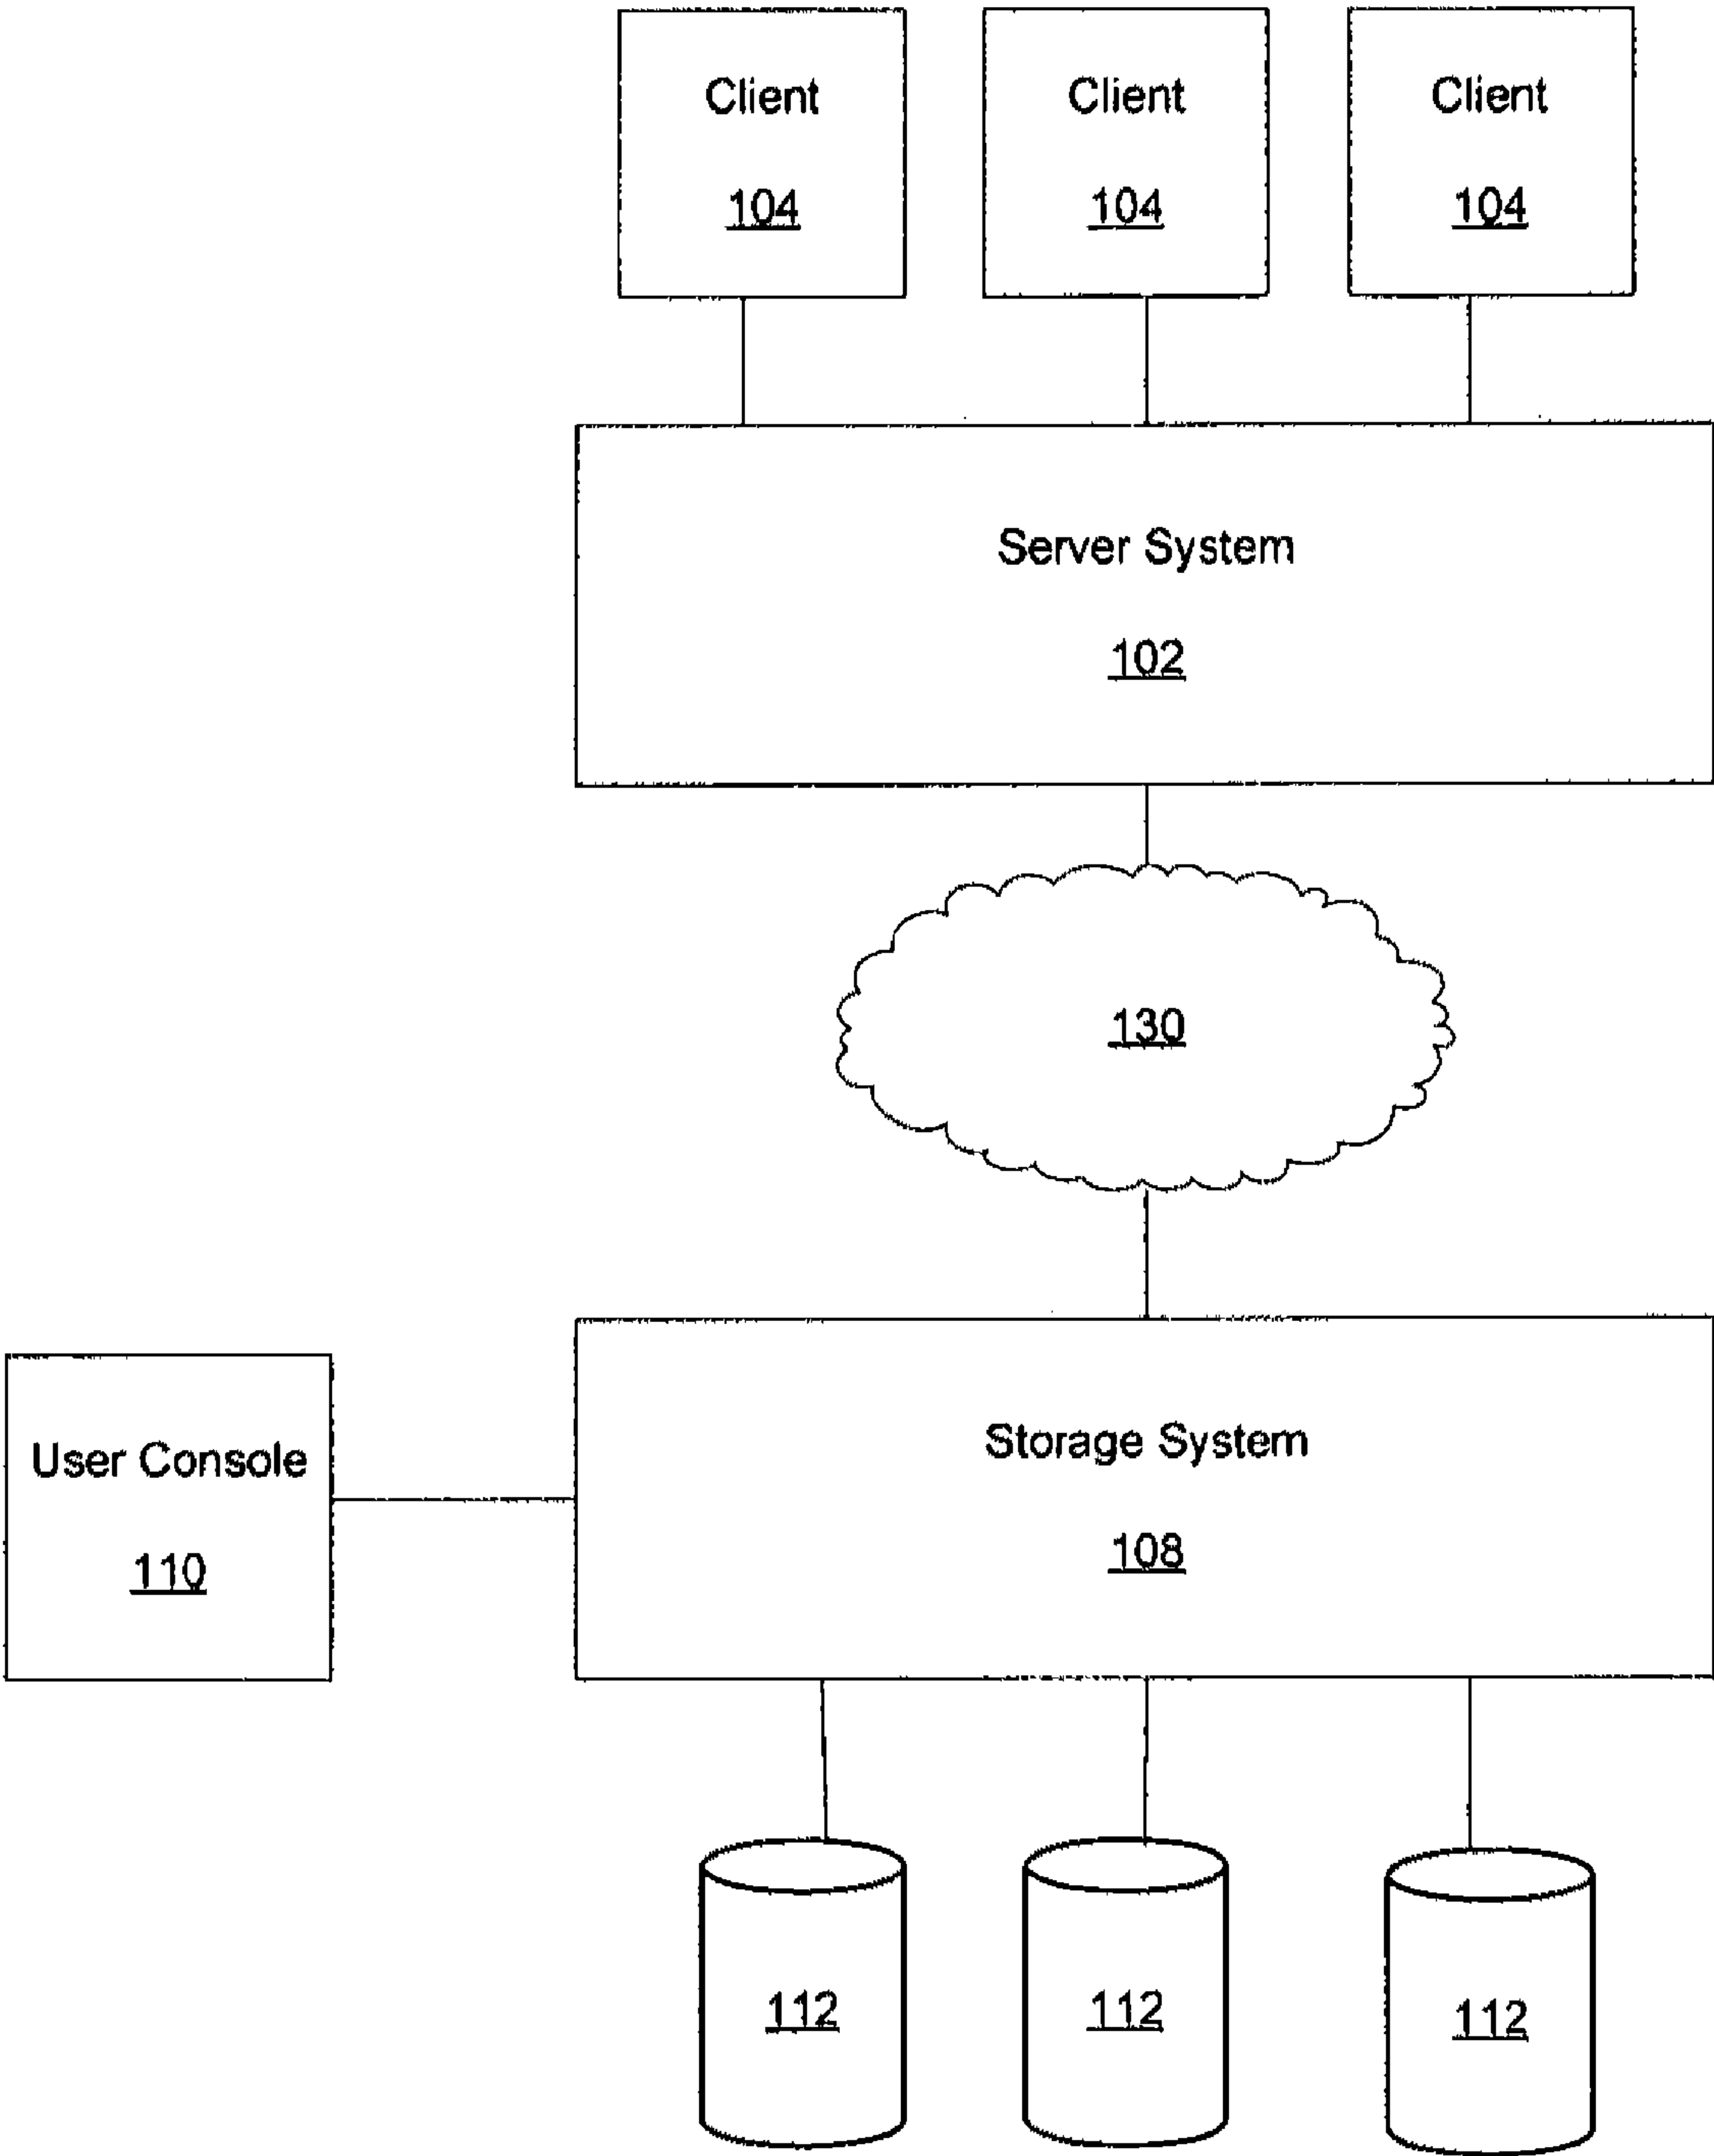 Client
104
Client
104
Client
104
Server System
102
130
Storage System
108
User Console
110
112
112
112